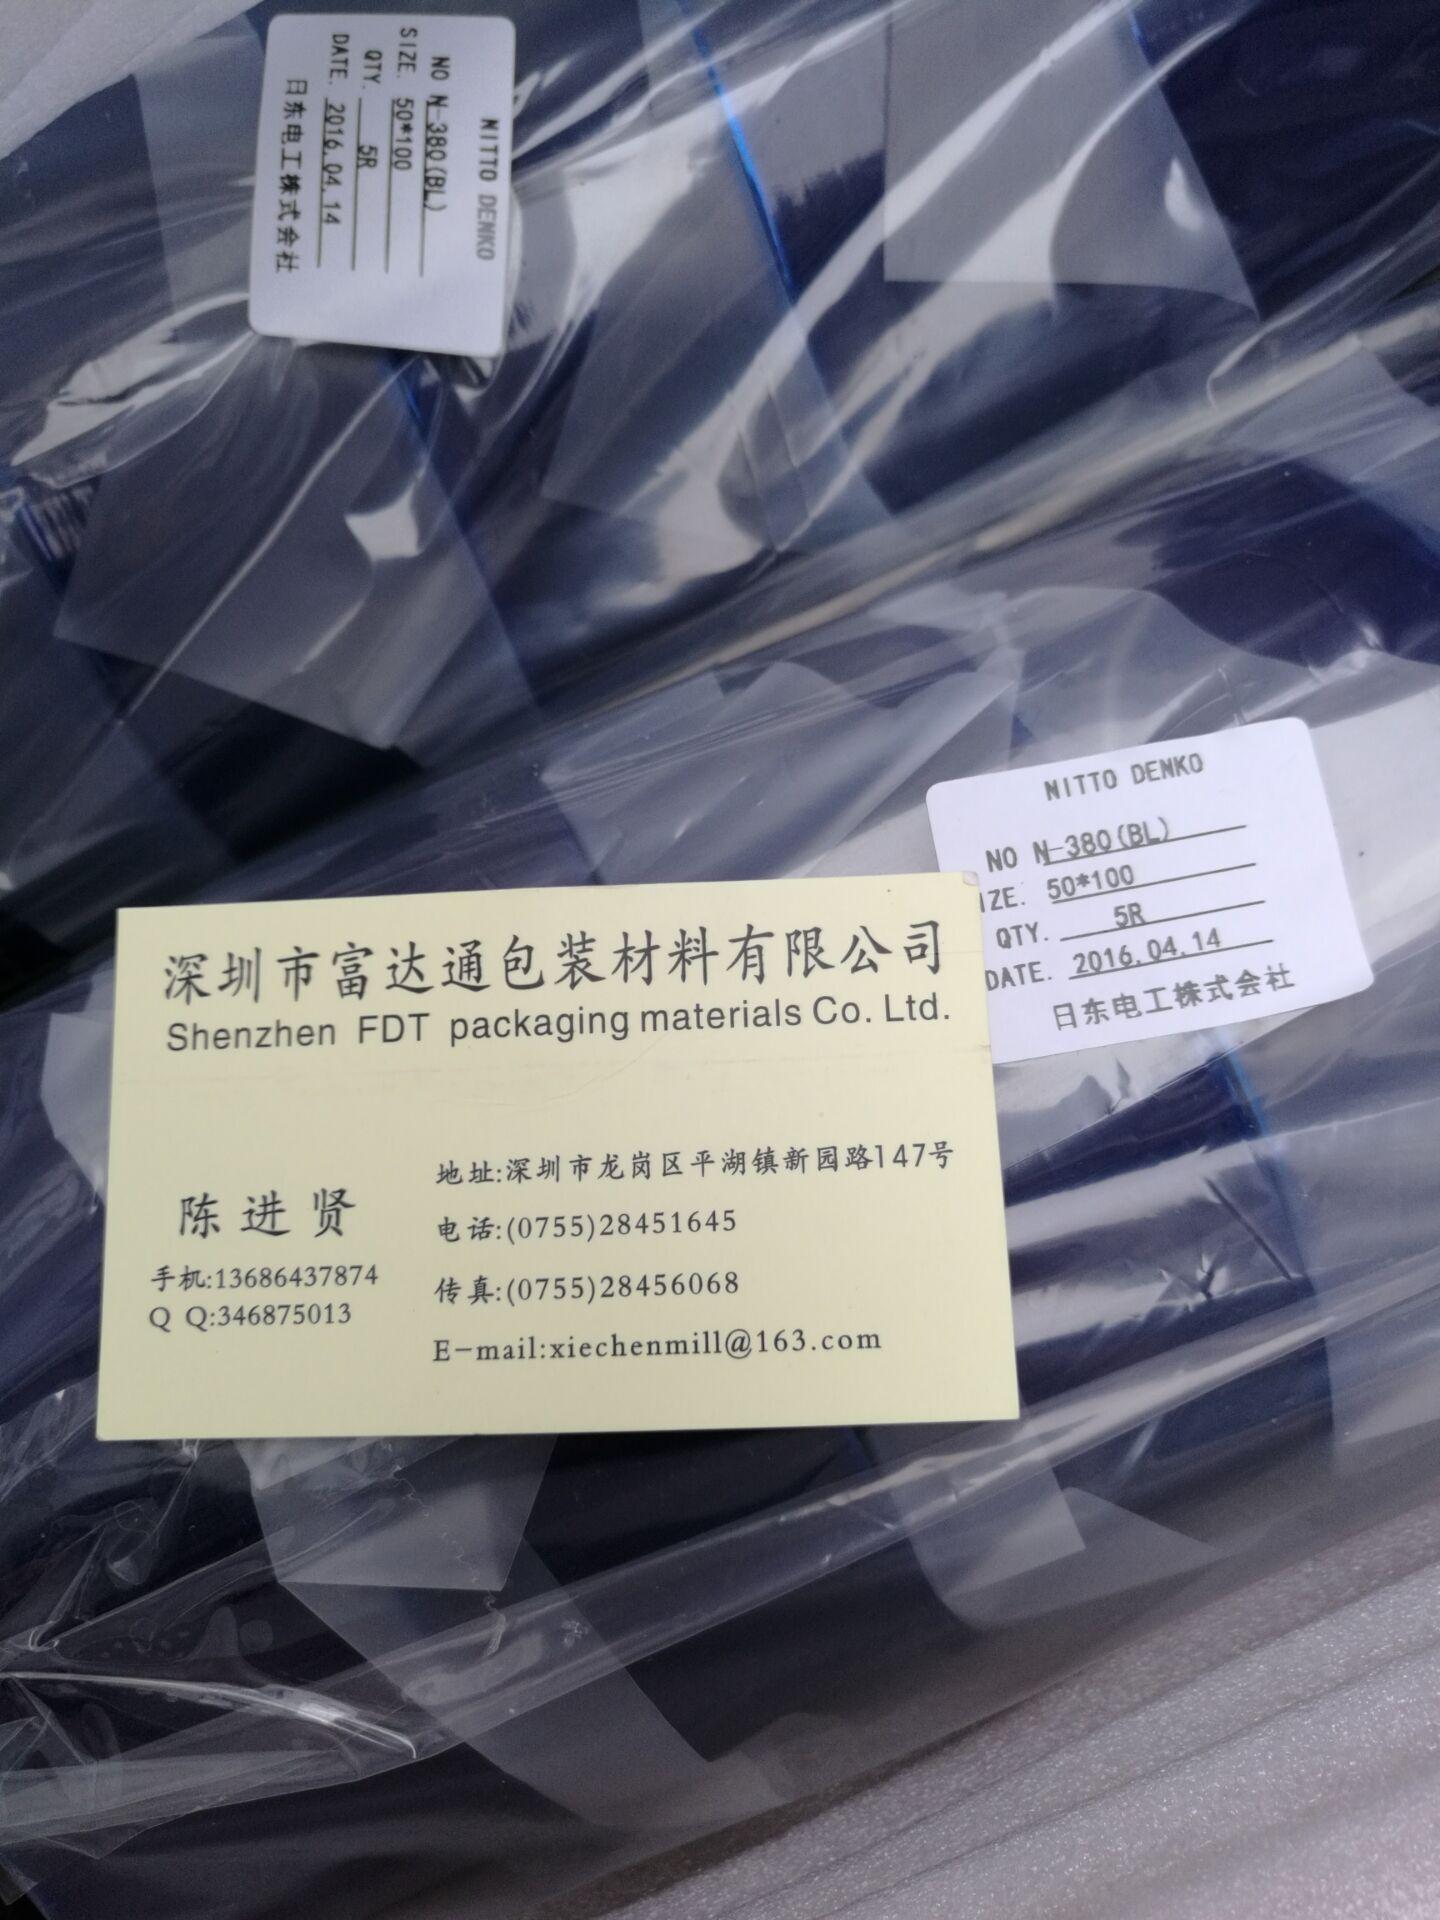 NITTO DENKO
NO N-380(BL)
SIZE. 50*100
QTY. 5R
DATE. 2016.04.14
日东电工株式会社
NITTO DENKO
NO N-380(BL)
IZE. 50*100
QTY. 5R
DATE. 2016.04.14
日东电工株式会社
深圳市富达通包装材料有限公司
Shenzhen FDT packaging materials Co. Ltd.
陈进贤
手机:13686437874
Q Q:346875013
地址:深圳市龙岗区平湖镇新园路147号
电话:(0755)28451645
传真:(0755)28456068
E-mail:xiechenmill@163.com